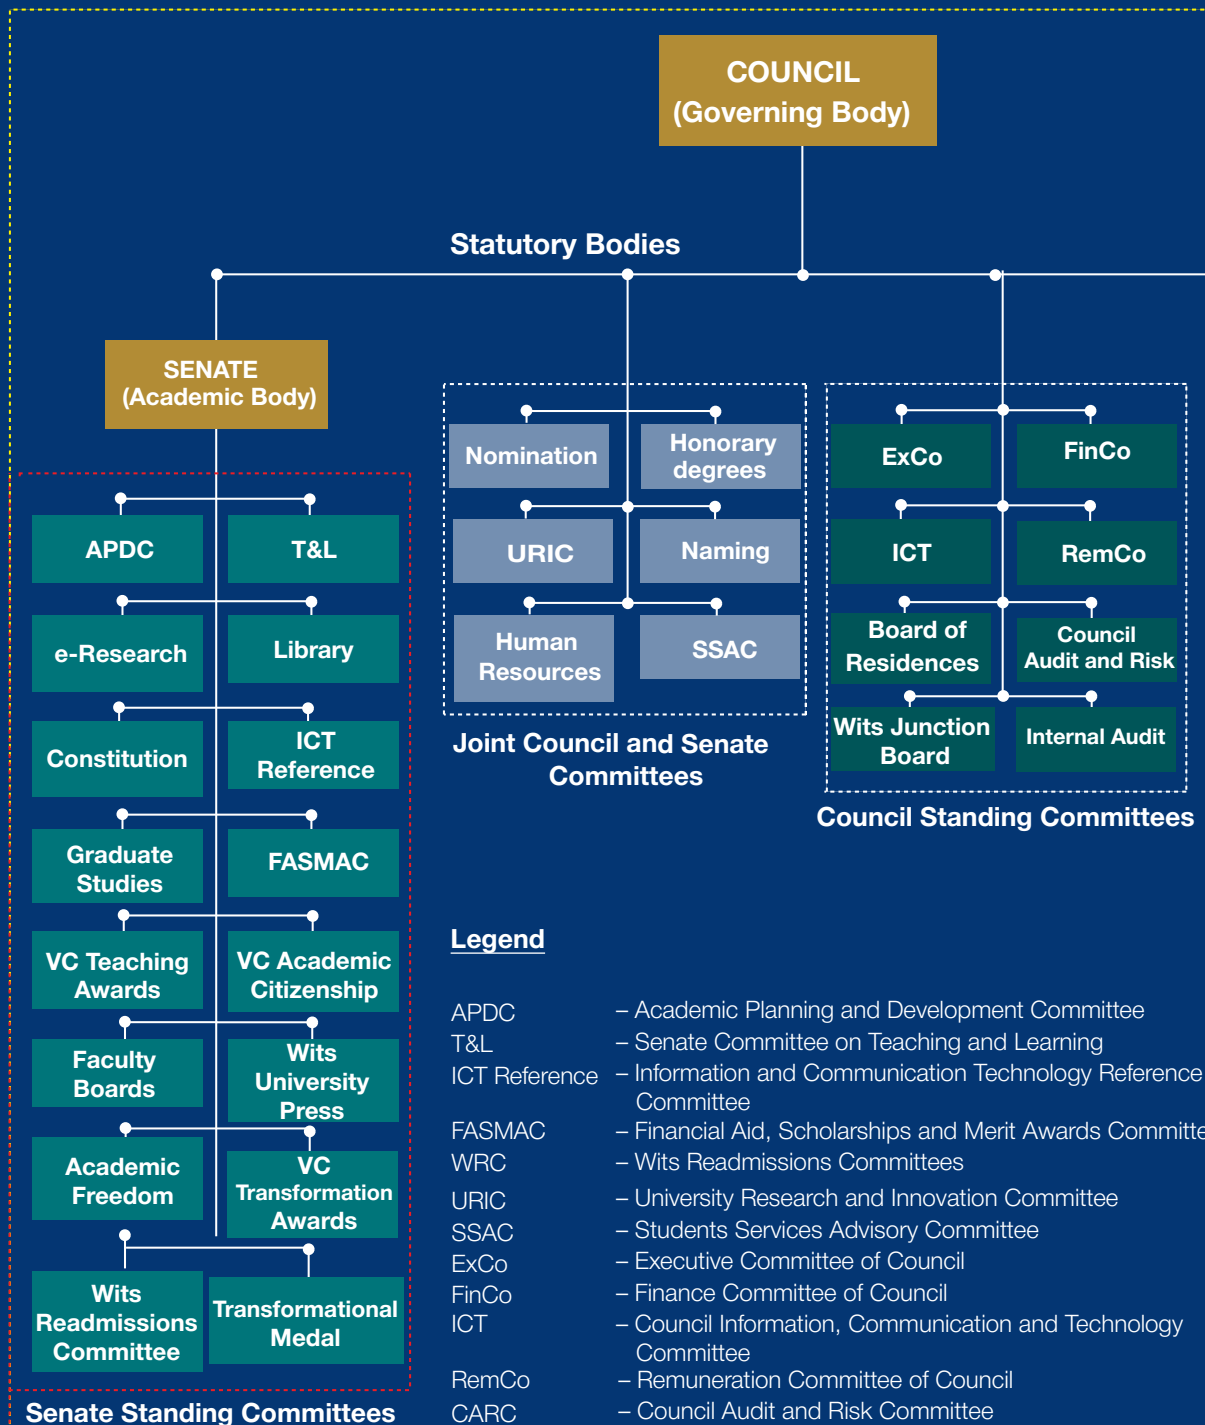 COUNCIL
(Governing Body)
Statutory Bodies
SENATE
(Academic Body)
APDC
T&L
e-Research
Library
Constitution
ICT
Reference
Graduate
Studies
FASMAC
VC Teaching
Awards
VC Academic
Citizenship
Faculty
Boards
Wits
University
Press
Academic
Freedom
VC
Transformation
Awards
Wits
Readmissions
Committee
Transformational
Medal
Senate Standing Committees
Nomination
Honorary
degrees
URIC
Naming
Human
Resources
SSAC
Joint Council and Senate
Committees
ExCo
FinCo
ICT
RemCo
Board of
Residences
Council
Audit and Risk
Wits Junction
Board
Internal Audit
Council Standing Committees
Legend
APDC – Academic Planning and Development Committee
T&L – Senate Committee on Teaching and Learning
ICT Reference – Information and Communication Technology Reference
Committee
FASMAC – Financial Aid, Scholarships and Merit Awards Committe
WRC – Wits Readmissions Committees
URIC – University Research and Innovation Committee
SSAC – Students Services Advisory Committee
ExCo – Executive Committee of Council
FinCo – Finance Committee of Council
ICT – Council Information, Communication and Technology
Committee
RemCo – Remuneration Committee of Council
CARC – Council Audit and Risk Committee